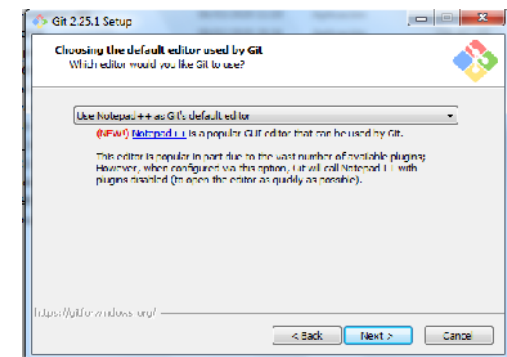 Git 2.25.1 Setup
Choosing the default editor used by Git
Which editor would you like Git to use?
Use Notepad++ as Git's default editor
(NEW!) Notepad++ is a popular GUI editor that can be used by Git.
This editor is popular in part due to the vast number of available plugins;
However, when configured via this option, Git will call Notepad++ with
plugins disabled (to open the editor as quickly as possible).
https://gitforwindows.org/
< Back
Next >
Cancel